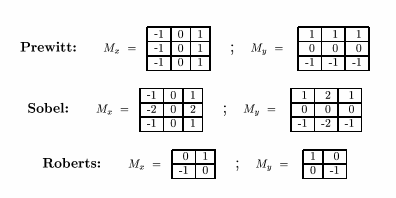 -1 0 1 1 1 1
Prewitt: Mx = -1 0 1 ; My = 0 0 0
-1 0 1 -1 -1 -1
-1 0 1 1 2 1
Sobel: Mx = -2 0 2 ; My = 0 0 0
-1 0 1 -1 -2 -1
0 1 1 0
Roberts: Mx = -1 0 ; My = 0 -1